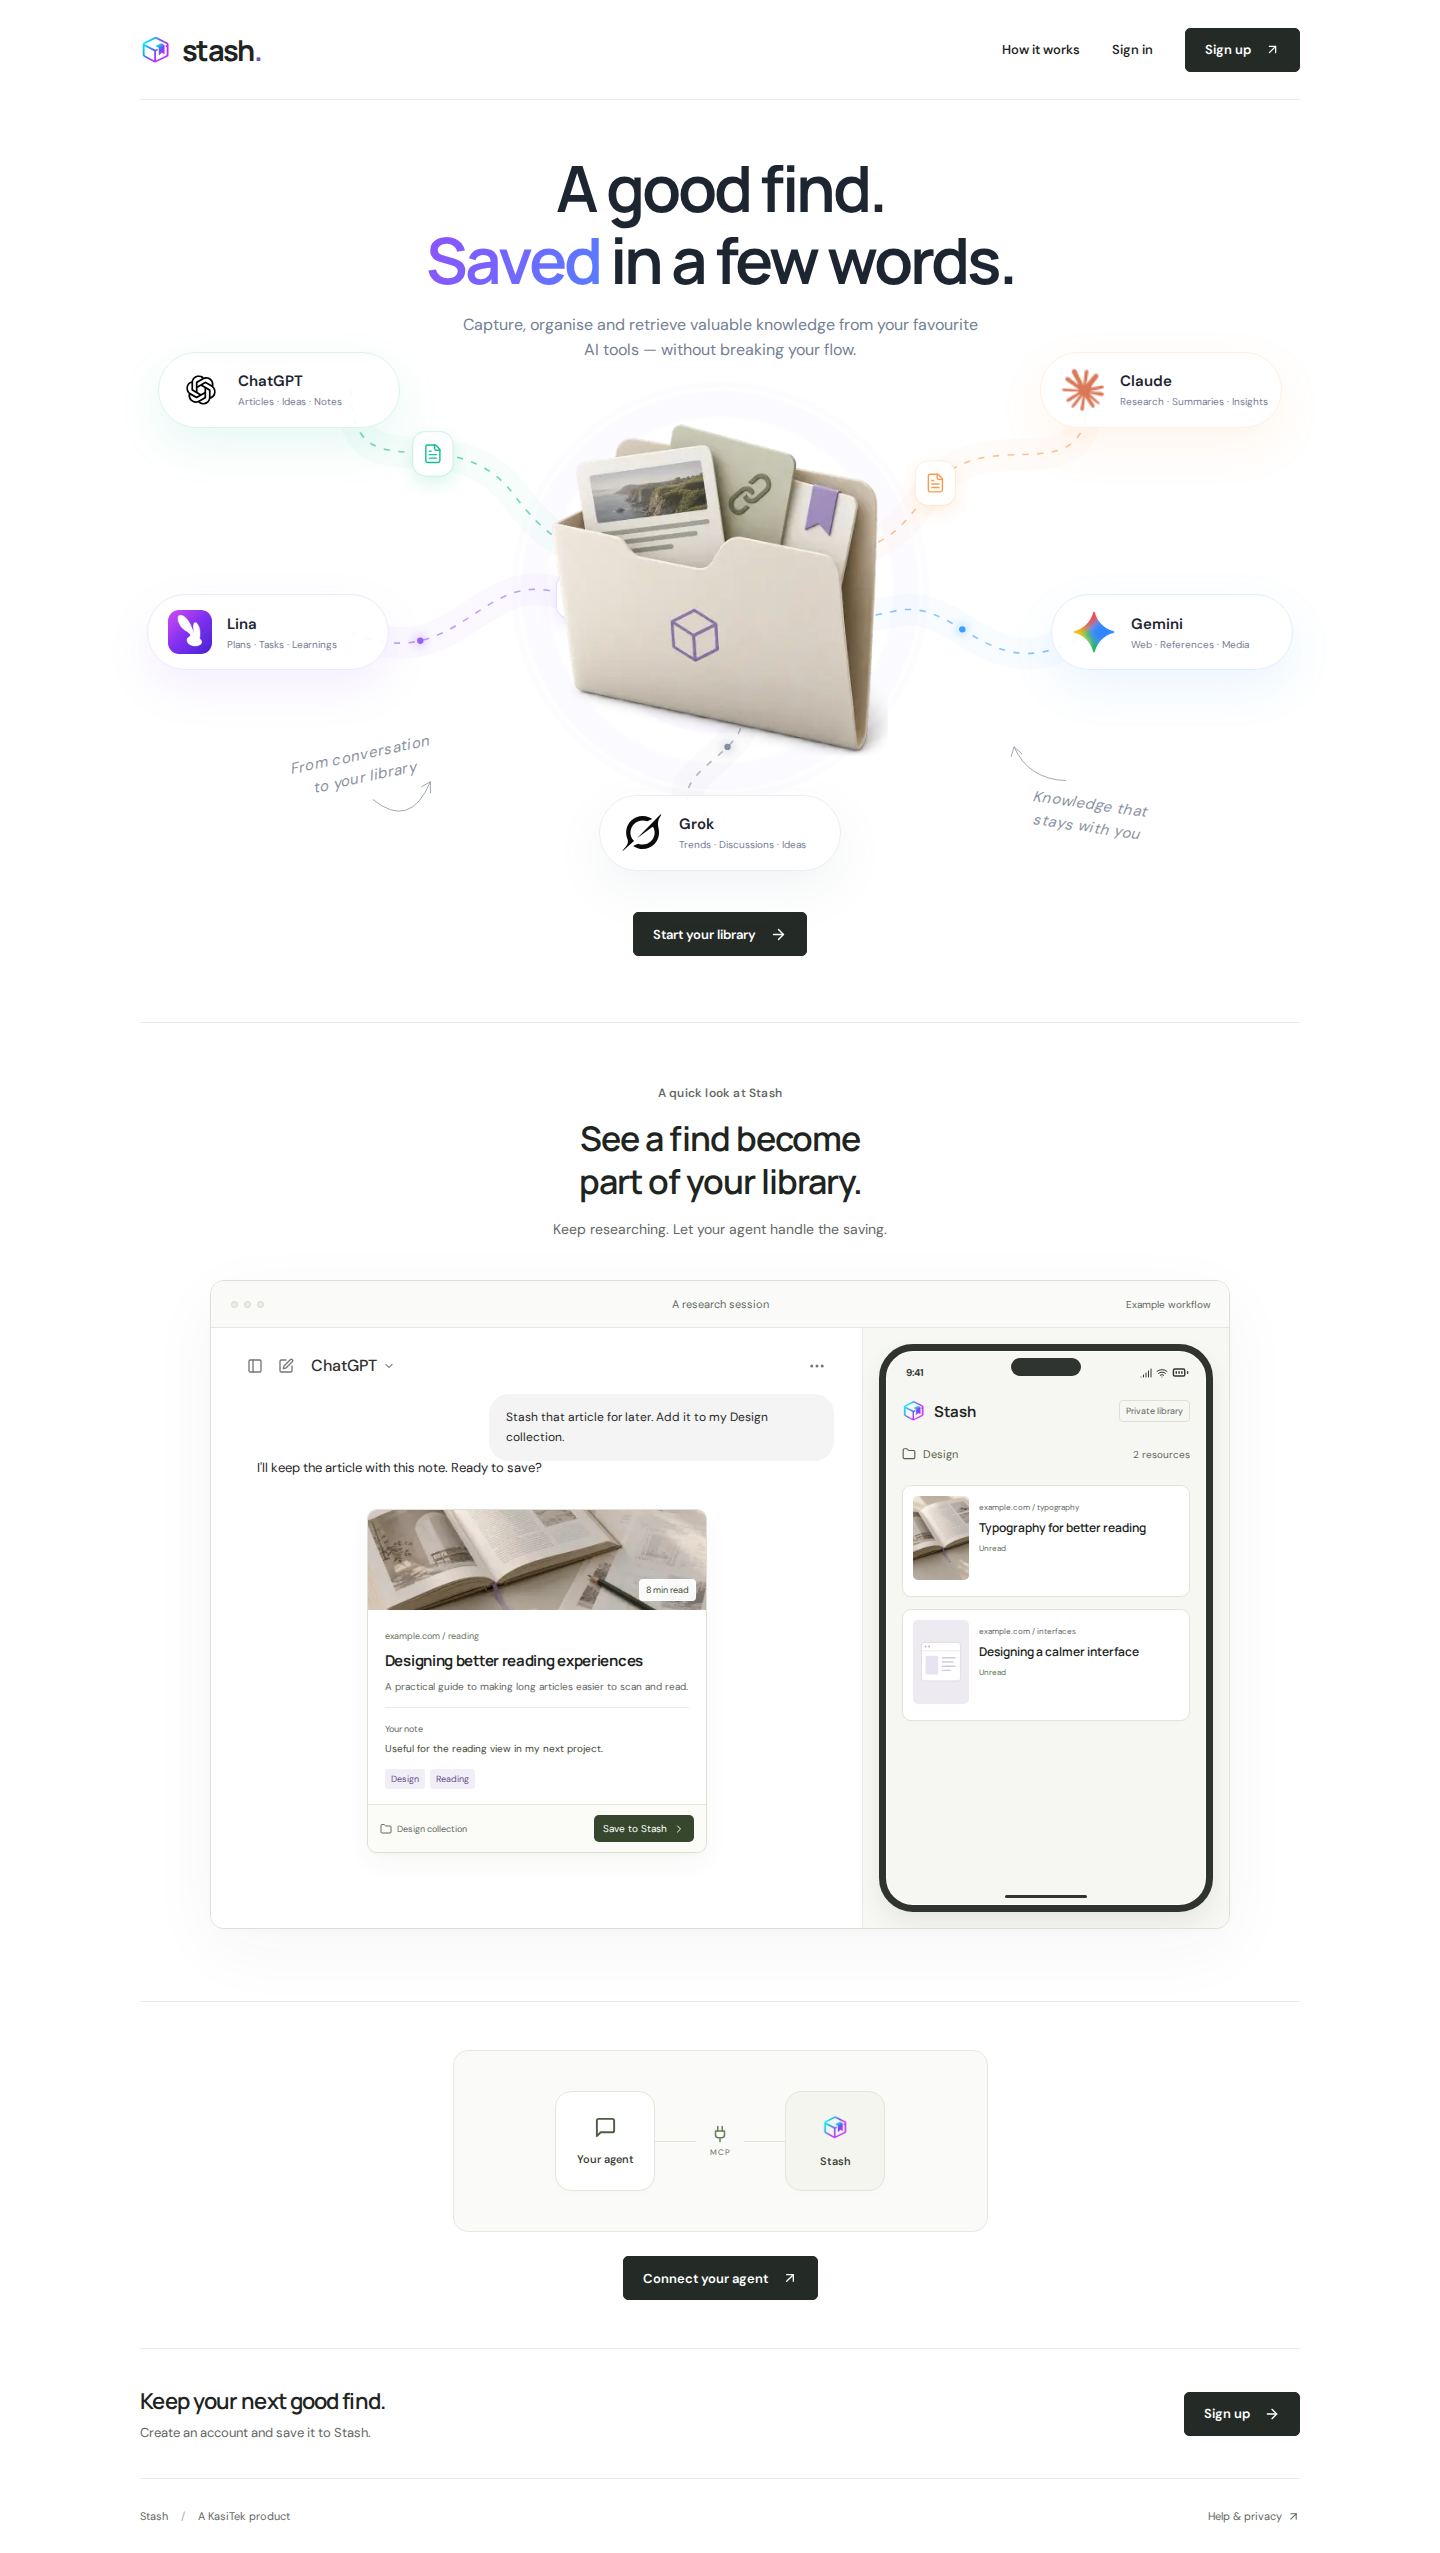 stash.
How it works
Sign in
Sign up
A good find.
Saved in a few words.
Capture, organise and retrieve valuable knowledge from your favourite
AI tools — without breaking your flow.
ChatGPT
Articles · Ideas · Notes
Claude
Research · Summaries · Insights
Lina
Plans · Tasks · Learnings
Gemini
Web · References · Media
From conversation
to your library
Knowledge that
stays with you
Grok
Trends · Discussions · Ideas
Start your library
A quick look at Stash
See a find become
part of your library.
Keep researching. Let your agent handle the saving.
A research session
Example workflow
ChatGPT
Stash that article for later. Add it to my Design
collection.
I'll keep the article with this note. Ready to save?
8 min read
example.com / reading
Designing better reading experiences
A practical guide to making long articles easier to scan and read.
Your note
Useful for the reading view in my next project.
Design
Reading
Design collection
Save to Stash
9:41
Stash
Private library
Design
2 resources
example.com / typography
Typography for better reading
Unread
example.com / interfaces
Designing a calmer interface
Unread
Your agent
MCP
Stash
Connect your agent
Keep your next good find.
Create an account and save it to Stash.
Sign up
Stash / A KasiTek product
Help & privacy